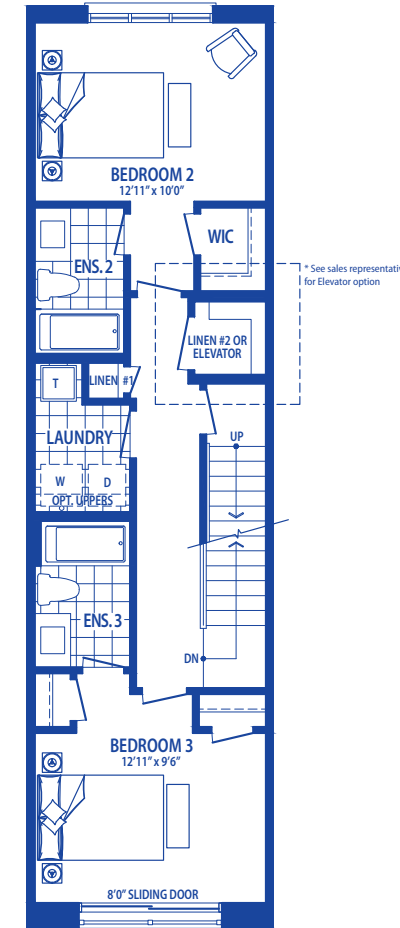 BEDROOM 2
12'11" x 10'0"
WIC
ENS. 2
* See sales representativ
for Elevator option
LINEN #2 OR
ELEVATOR
T
LINEN #1
LAUNDRY
UP
W
D
OPT. UPPERS
ENS. 3
DN
BEDROOM 3
12'11" x 9'6"
8'0" SLIDING DOOR